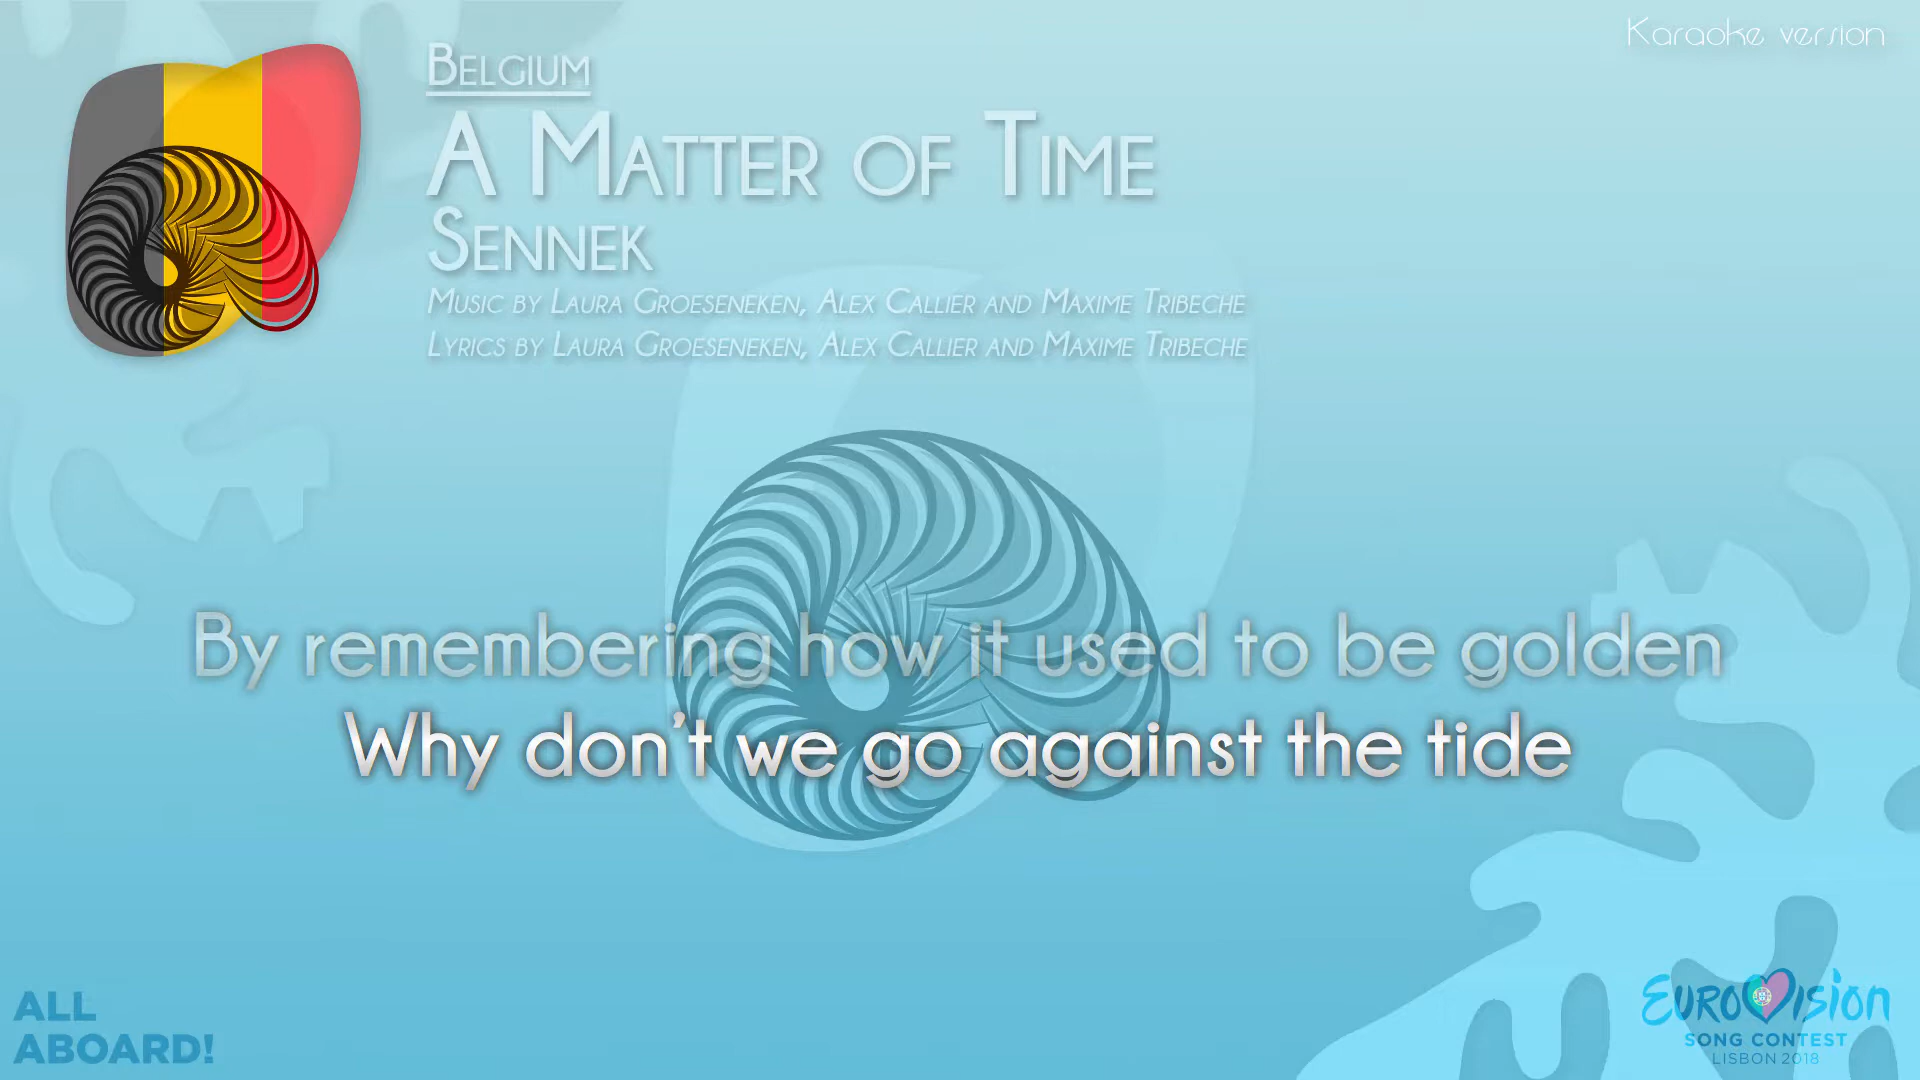 Karaoke version
Belgium
A Matter of Time
Sennek
Music by Laura Groeseneken, Alex Callier and Maxime Tribeche
Lyrics by Laura Groeseneken, Alex Callier and Maxime Tribeche
By remembering how it used to be golden
Why don't we go against the tide
ALL
ABOARD!
EUROVISION
SONG CONTEST
LISBON 2018